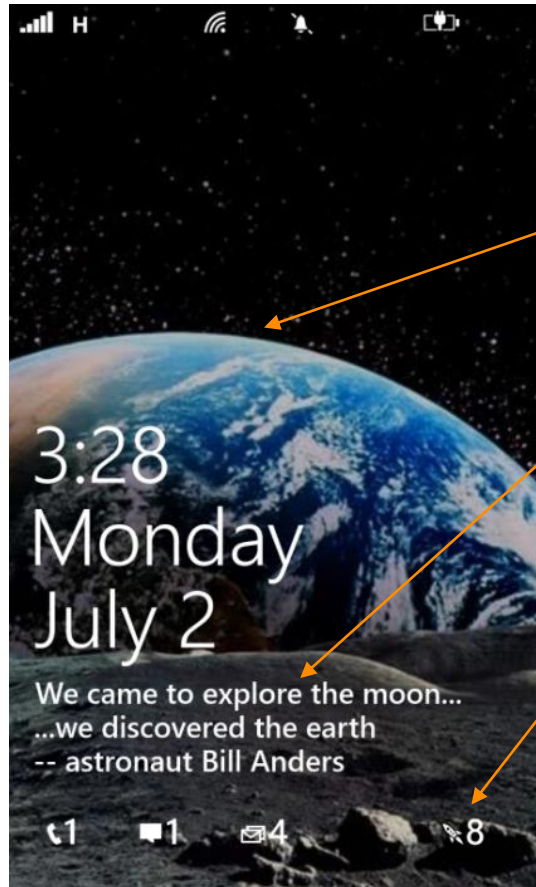 H
3:28
Monday
July 2
We came to explore the moon...
...we discovered the earth
-- astronaut Bill Anders
1 1 4 8